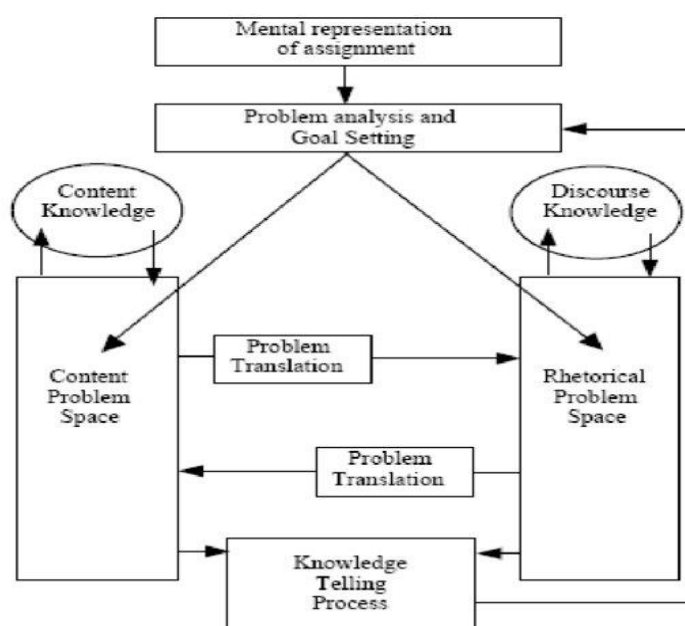 Mental representation
of assignment
Problem analysis and
Goal Setting
Content
Knowledge
Discourse
Knowledge
Problem
Translation
Content
Problem
Space
Rhetorical
Problem
Space
Problem
Translation
Knowledge
Telling
Process